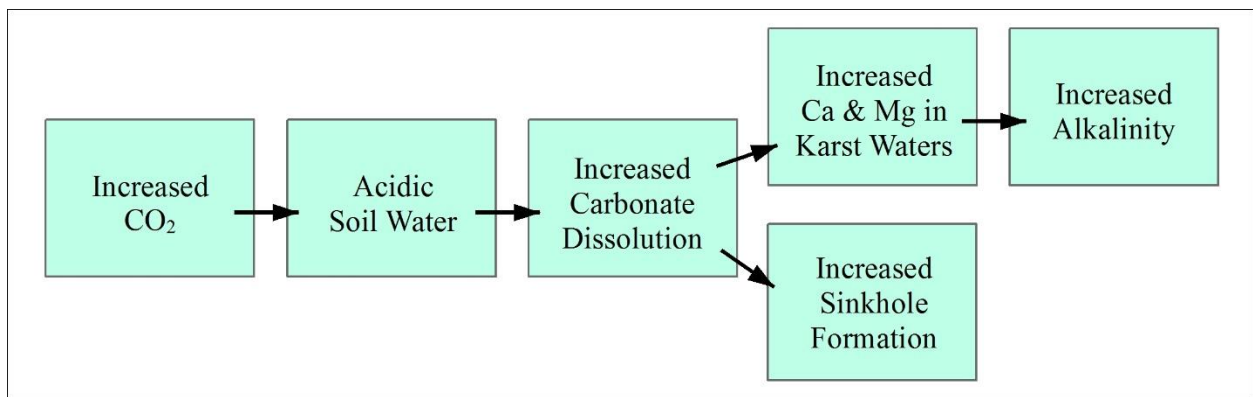 Increased
CO₂
Acidic
Soil Water
Increased
Carbonate
Dissolution
Increased
Ca & Mg in
Karst Waters
Increased
Alkalinity
Increased
Sinkhole
Formation